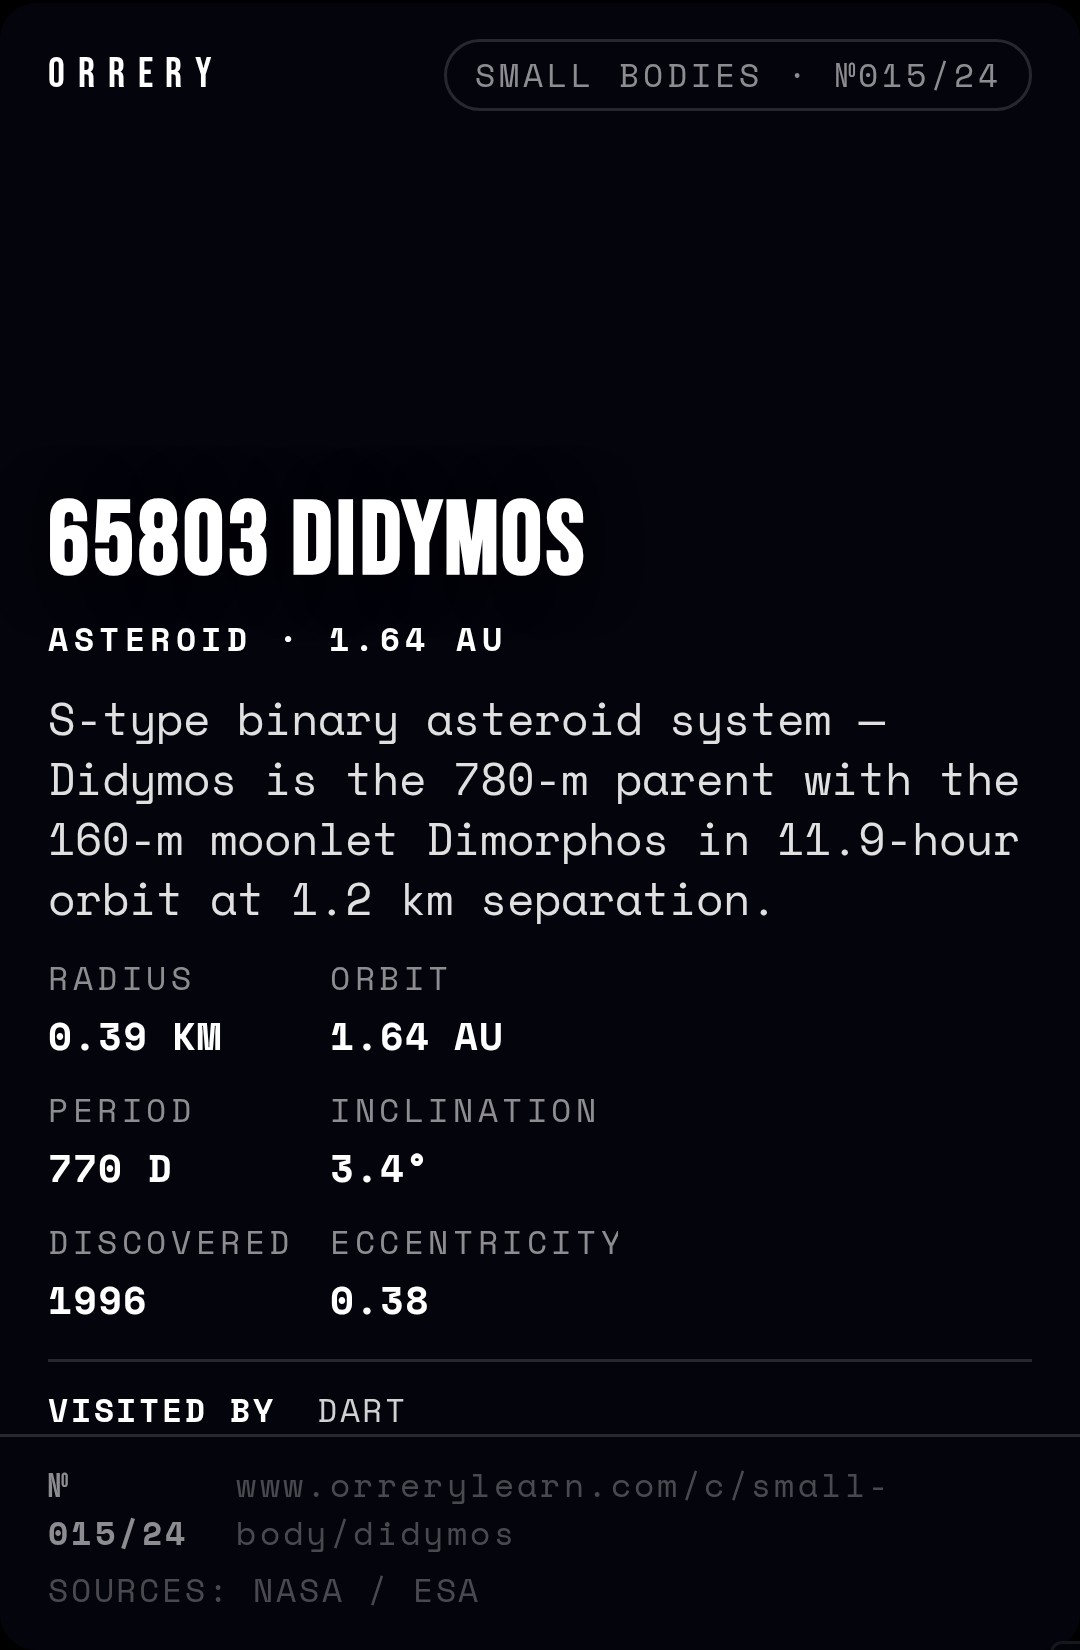 ORRERY
SMALL BODIES · №015/24
65803 DIDYMOS
ASTEROID · 1.64 AU
S-type binary asteroid system —
Didymos is the 780-m parent with the
160-m moonlet Dimorphos in 11.9-hour
orbit at 1.2 km separation.
RADIUS ORBIT
0.39 KM 1.64 AU
PERIOD INCLINATION
770 D 3.4°
DISCOVERED ECCENTRICITY
1996 0.38
VISITED BY DART
№ www.orrerylearn.com/c/small-
015/24 body/didymos
SOURCES: NASA / ESA